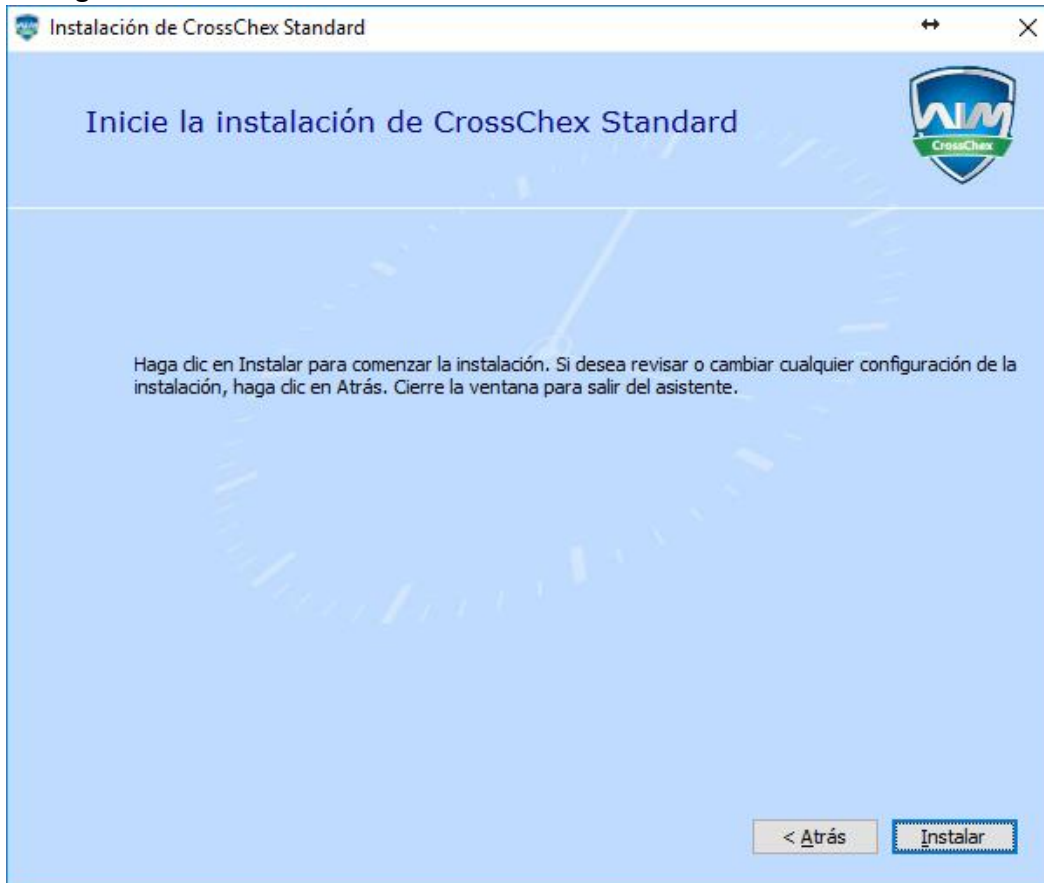 Instalación de CrossChex Standard
Inicie la instalación de CrossChex Standard
CrossChex
Haga clic en Instalar para comenzar la instalación. Si desea revisar o cambiar cualquier configuración de la
instalación, haga clic en Atrás. Cierre la ventana para salir del asistente.
< Atrás
Instalar